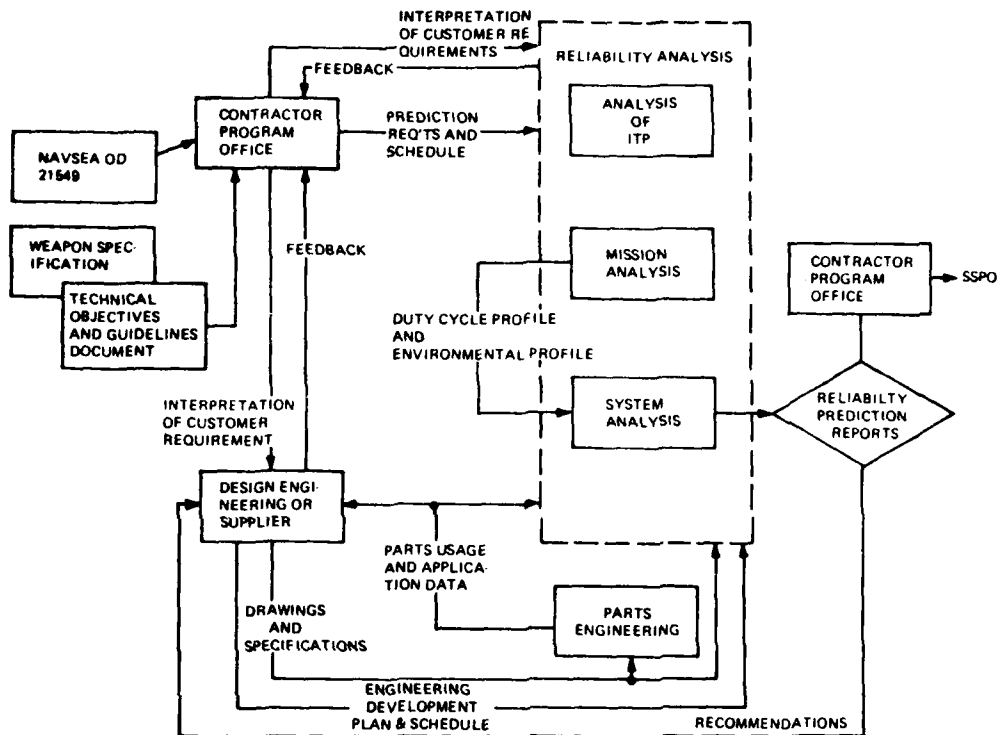 INTERPRETATION
OF CUSTOMER RE
QUIREMENTS
FEEDBACK
RELIABILITY ANALYSIS
CONTRACTOR
PROGRAM
OFFICE
PREDICTION
REQ'TS AND
SCHEDULE
ANALYSIS
OF
ITP
NAVSEA OD
21549
WEAPON SPEC-
IFICATION
TECHNICAL
OBJECTIVES
AND GUIDELINES
DOCUMENT
FEEDBACK
MISSION
ANALYSIS
CONTRACTOR
PROGRAM
OFFICE
SSPO
DUTY CYCLE PROFILE
AND
ENVIRONMENTAL PROFILE
INTERPRETATION
OF CUSTOMER
REQUIREMENT
SYSTEM
ANALYSIS
RELIABILTY
PREDICTION
REPORTS
DESIGN ENGI-
NEERING OR
SUPPLIER
PARTS USAGE
AND APPLICA-
TION DATA
DRAWINGS
AND
SPECIFICATIONS
PARTS
ENGINEERING
ENGINEERING
DEVELOPMENT
PLAN & SCHEDULE
RECOMMENDATIONS